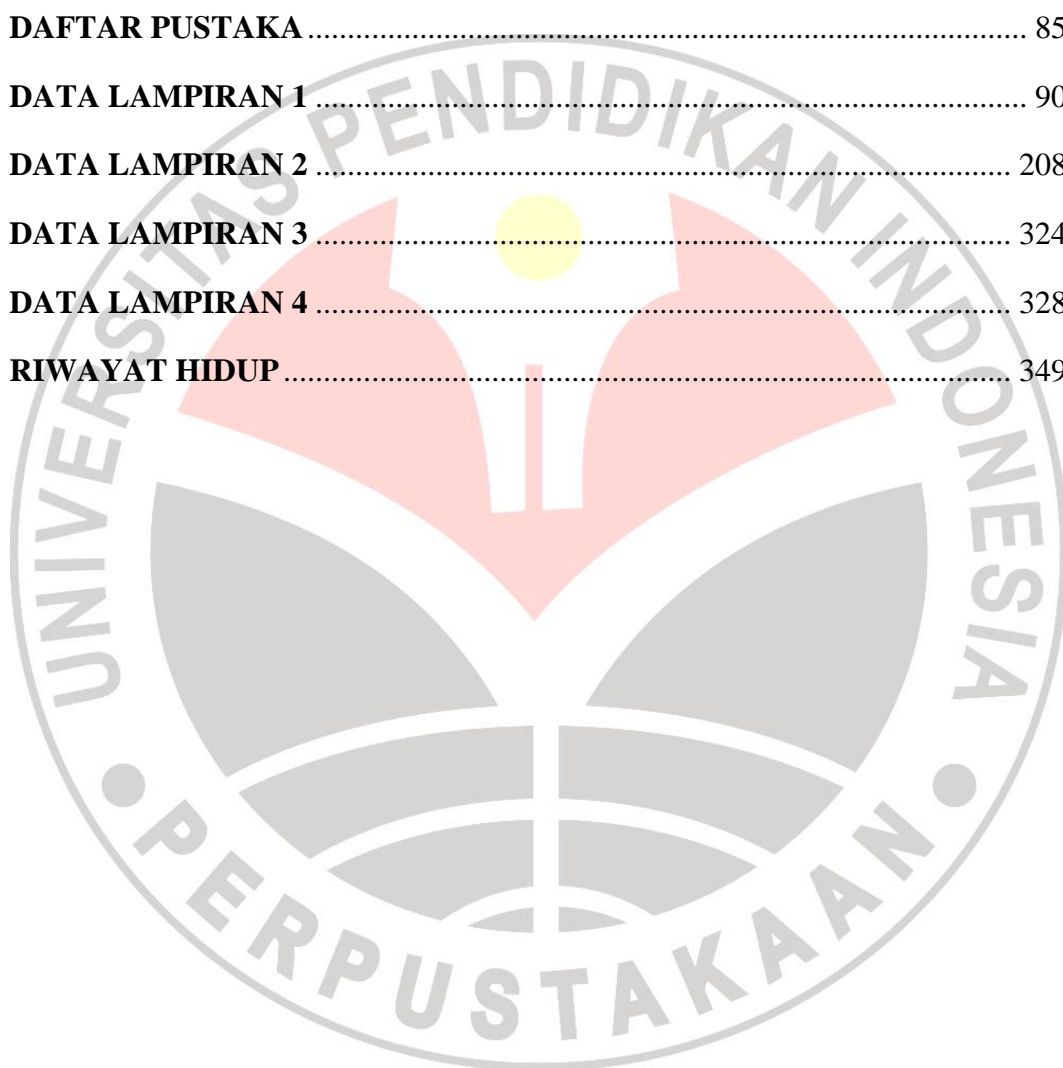 DAFTAR PUSTAKA ........................................................................................ 85
DATA LAMPIRAN 1 ....................................................................................... 90
DATA LAMPIRAN 2 ..................................................................................... 208
DATA LAMPIRAN 3 ..................................................................................... 324
DATA LAMPIRAN 4 ..................................................................................... 328
RIWAYAT HIDUP ......................................................................................... 349
UNIVERSITAS PENDIDIKAN INDONESIA
PERPUSTAKAAN